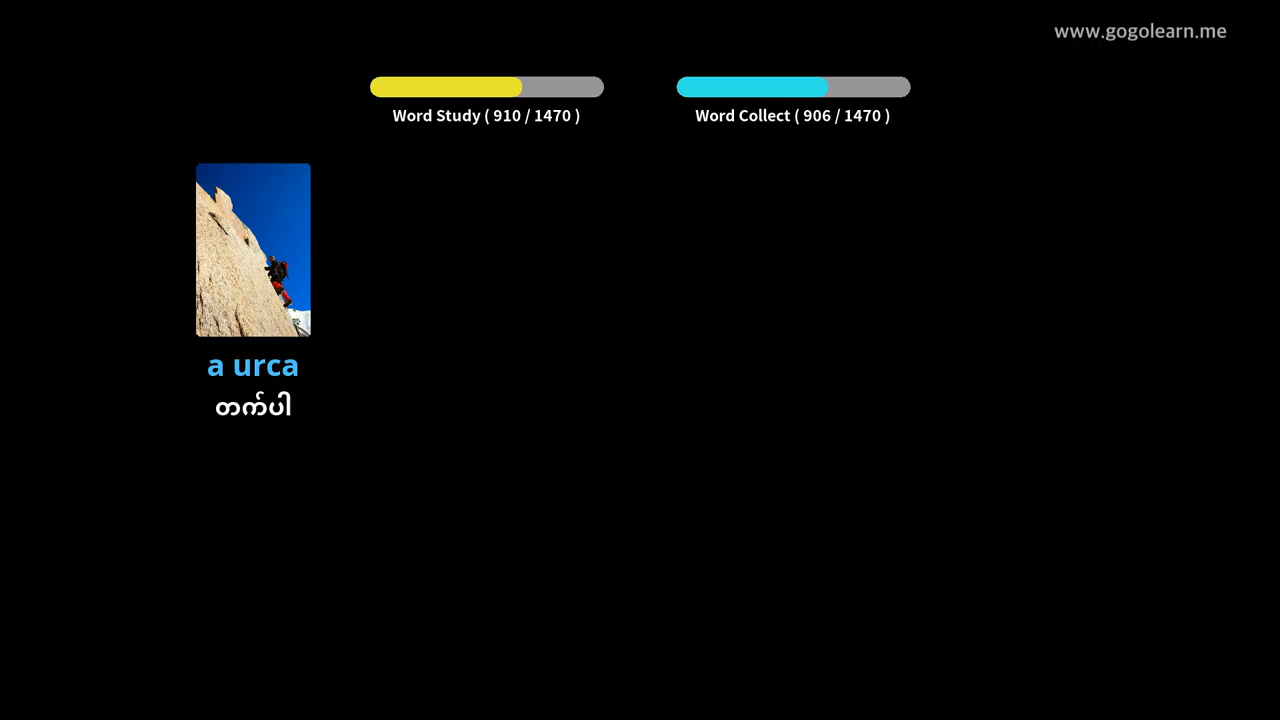 www.gogolearn.me
Word Study ( 910 / 1470 )
Word Collect ( 906 / 1470 )
a urca
တက်ပါ